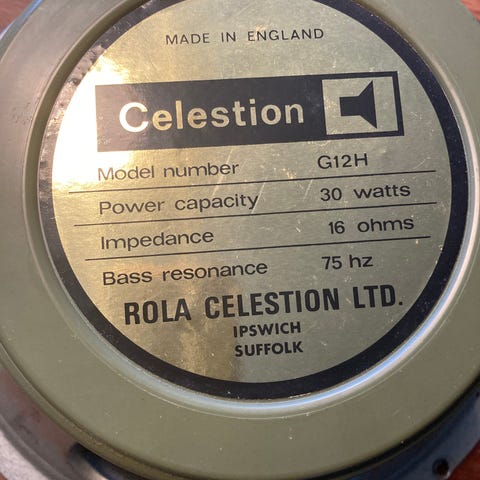 MADE IN ENGLAND
Celestion
Model number G12H
Power capacity 30 watts
Impedance 16 ohms
Bass resonance 75 hz
ROLA CELESTION LTD.
IPSWICH
SUFFOLK